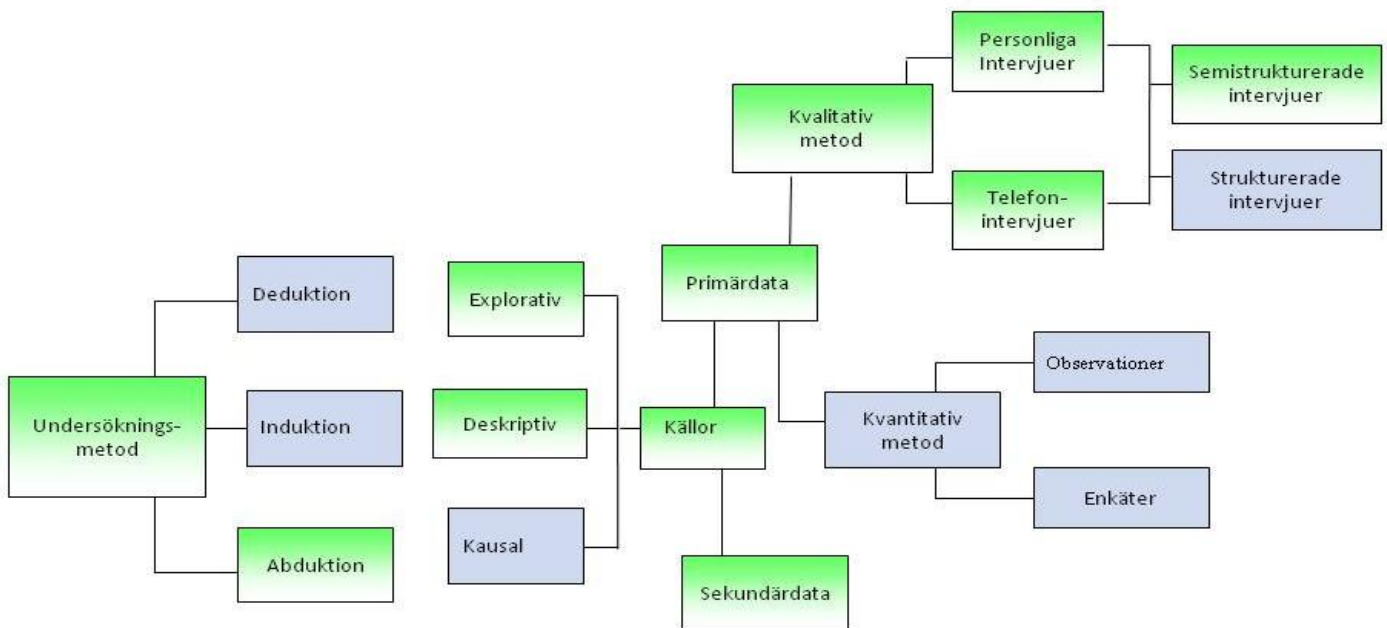 Undersöknings-
metod
Deduktion
Induktion
Abduktion
Explorativ
Deskriptiv
Kausal
Källor
Primärdata
Sekundärdata
Kvalitativ
metod
Personliga
Intervjuer
Telefon-
intervjuer
Semistrukturerade
intervjuer
Strukturerade
intervjuer
Kvantitativ
metod
Observationer
Enkäter